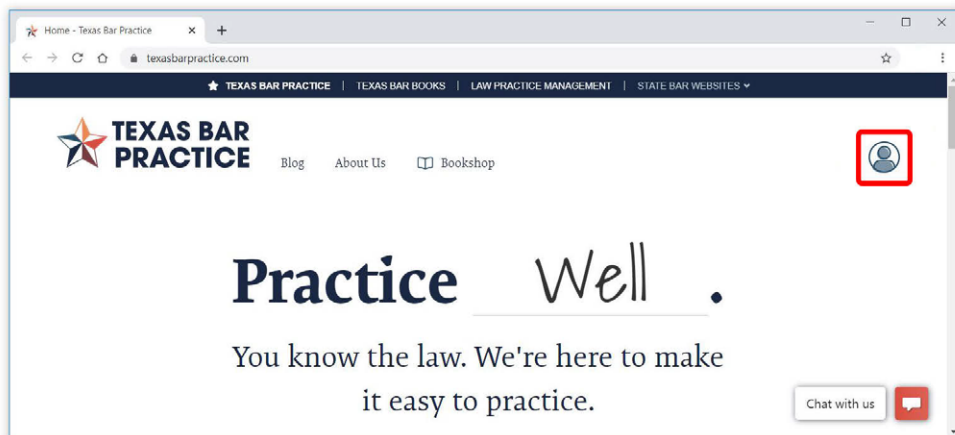 Home - Texas Bar Practice
texasbarpractice.com
TEXAS BAR PRACTICE | TEXAS BAR BOOKS | LAW PRACTICE MANAGEMENT | STATE BAR WEBSITES
TEXAS BAR
PRACTICE
Blog About Us Bookshop
Practice Well .
You know the law. We're here to make
it easy to practice.
Chat with us